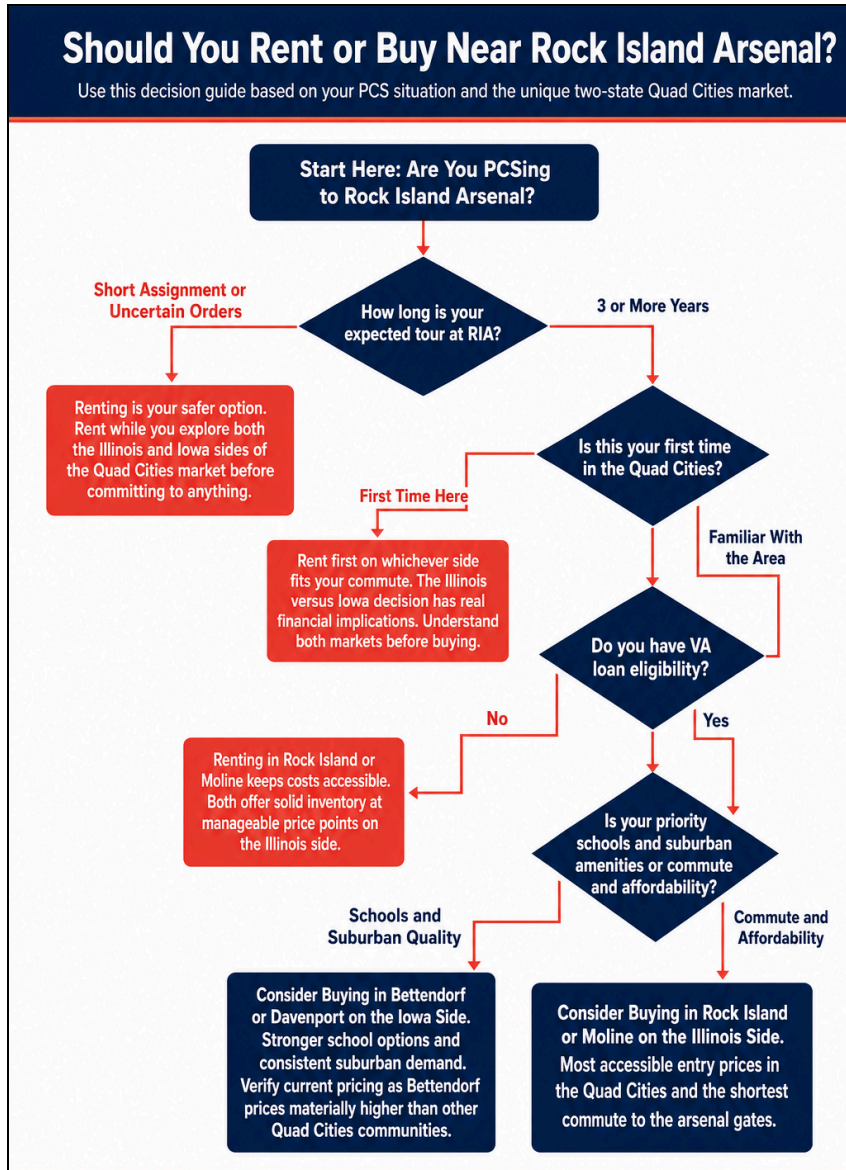 Should You Rent or Buy Near Rock Island Arsenal?
Use this decision guide based on your PCS situation and the unique two-state Quad Cities market.
Start Here: Are You PCSing
to Rock Island Arsenal?
How long is your
expected tour at RIA?
Short Assignment or
Uncertain Orders
3 or More Years
Renting is your safer option.
Rent while you explore both
the Illinois and Iowa sides of
the Quad Cities market before
committing to anything.
Is this your first time
in the Quad Cities?
First Time Here
Familiar With
the Area
Rent first on whichever side
fits your commute. The Illinois
versus Iowa decision has real
financial implications. Understand
both markets before buying.
Do you have VA
loan eligibility?
No
Yes
Renting in Rock Island or
Moline keeps costs accessible.
Both offer solid inventory at
manageable price points on
the Illinois side.
Is your priority
schools and suburban
amenities or commute
and affordability?
Schools and
Suburban Quality
Commute and
Affordability
Consider Buying in Bettendorf
or Davenport on the Iowa Side.
Stronger school options and
consistent suburban demand.
Verify current pricing as Bettendorf
prices materially higher than other
Quad Cities communities.
Consider Buying in Rock Island
or Moline on the Illinois Side.
Most accessible entry prices in
the Quad Cities and the shortest
commute to the arsenal gates.